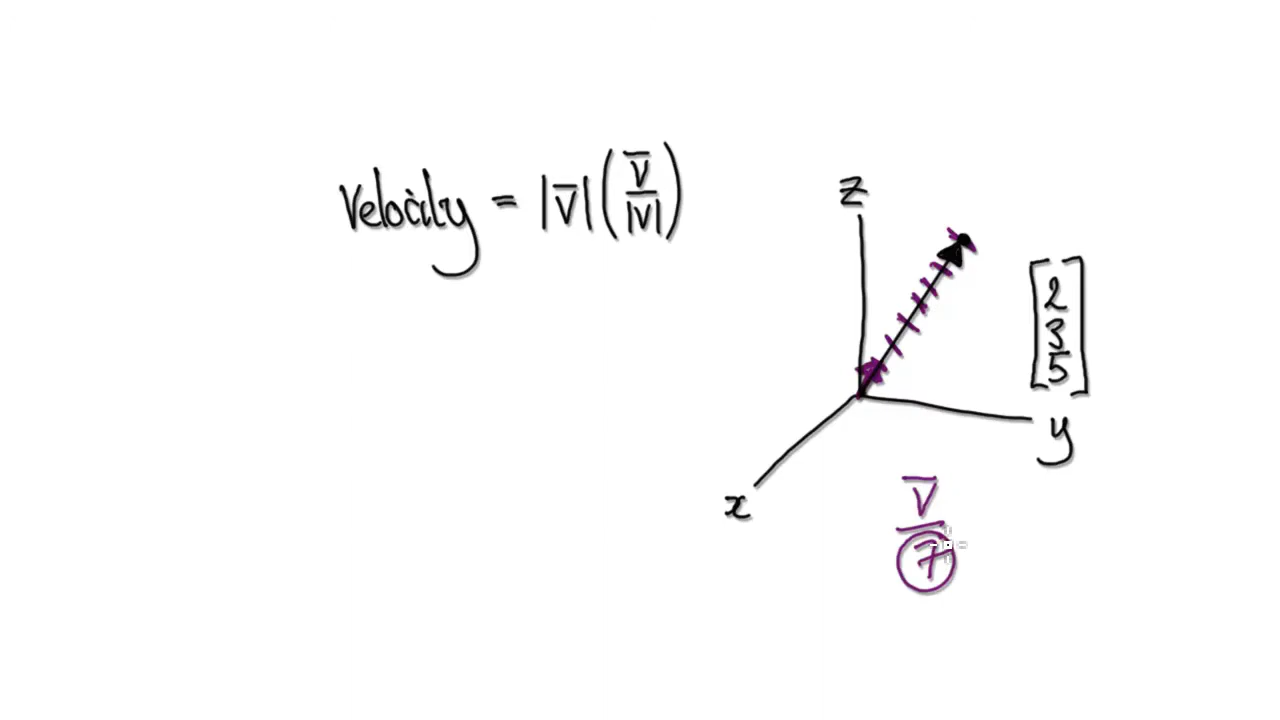 Velocity = |v̅| (v̅/|v|)
z
[2
3
5]
y
x
v̅
7